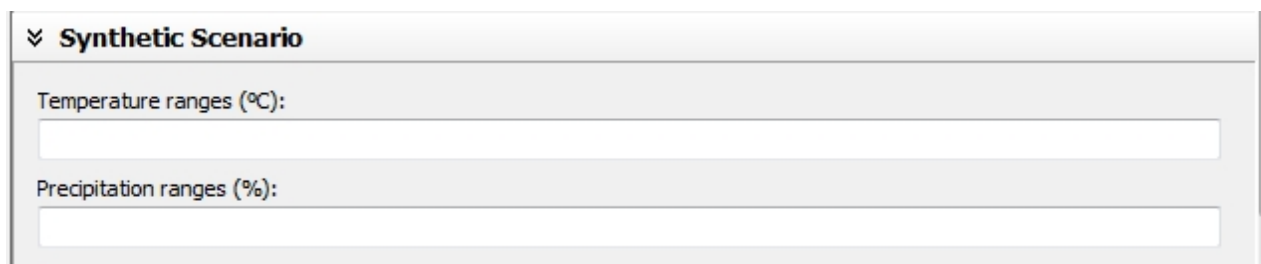 Synthetic Scenario
Temperature ranges (ºC):
Precipitation ranges (%):